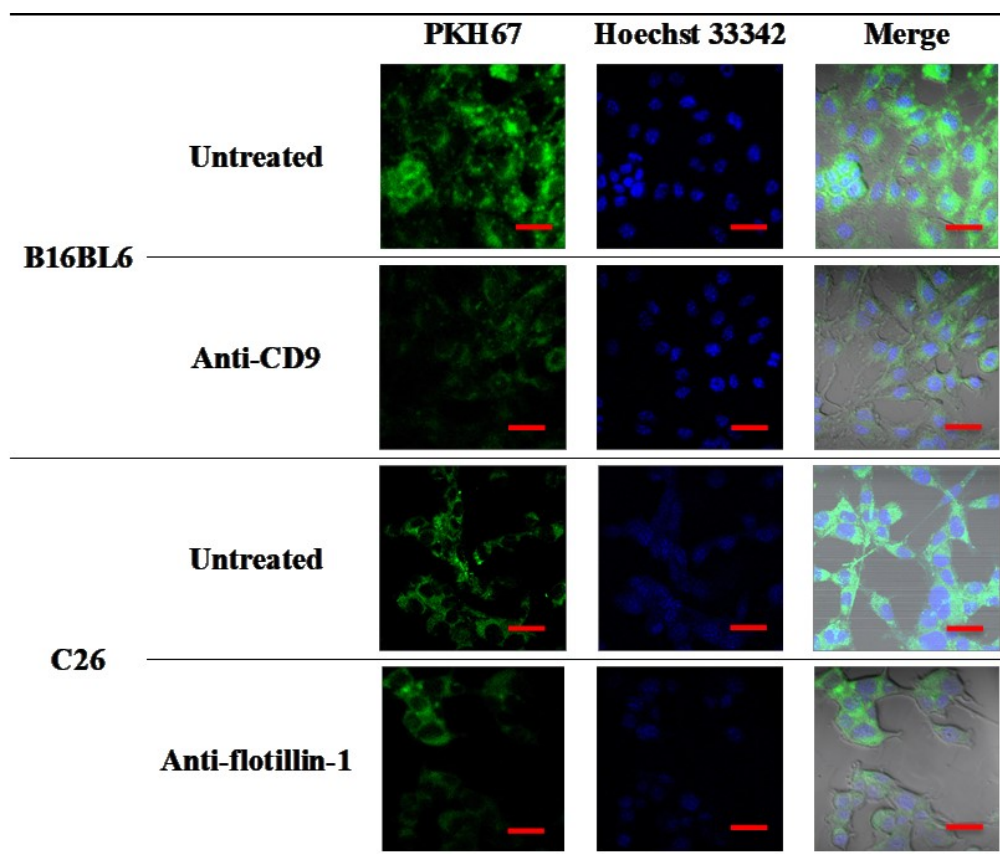 PKH67 Hoechst 33342 Merge
Untreated
B16BL6
Anti-CD9
Untreated
C26
Anti-flotillin-1